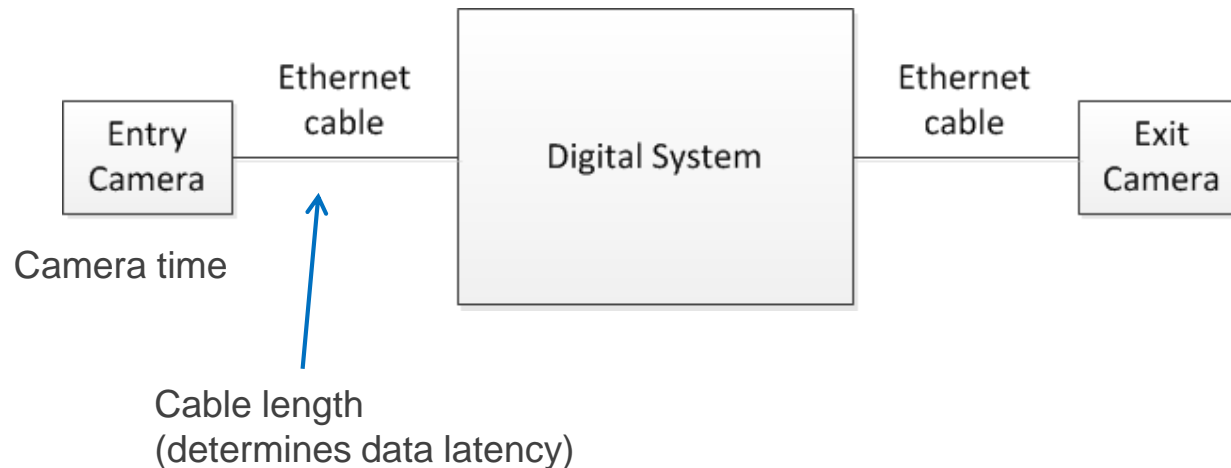 Entry
Camera
Ethernet
cable
Digital System
Ethernet
cable
Exit
Camera
Camera time
Cable length
(determines data latency)